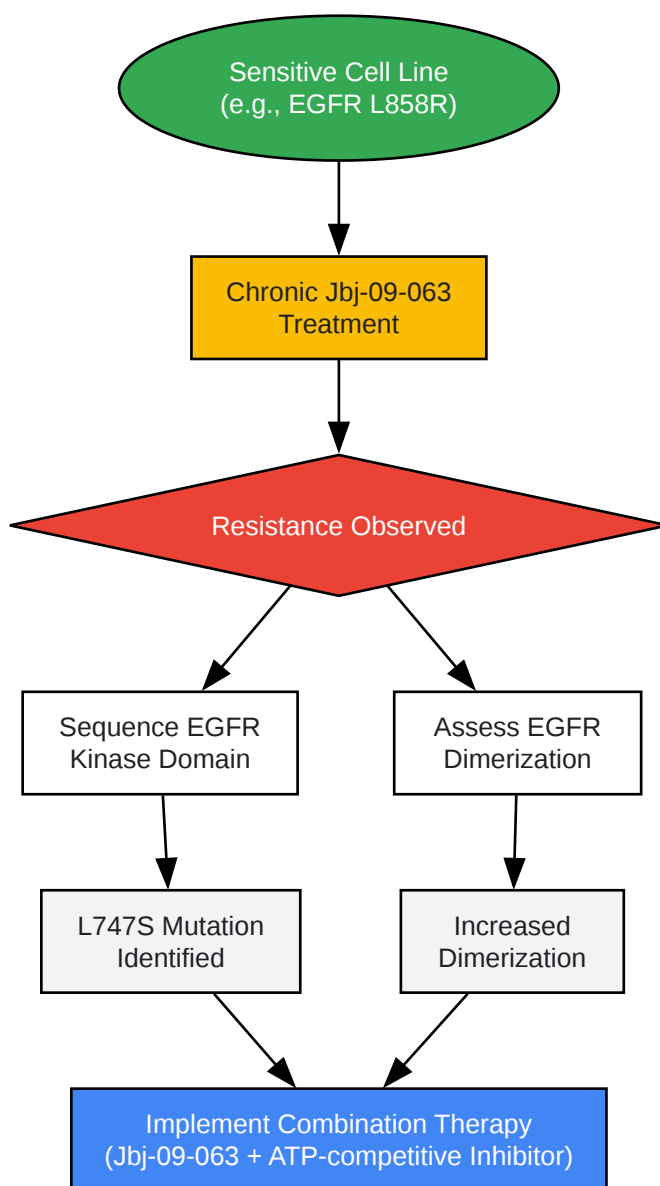 Sensitive Cell Line
(e.g., EGFR L858R)
Chronic Jbj-09-063
Treatment
Resistance Observed
Sequence EGFR
Kinase Domain
Assess EGFR
Dimerization
L747S Mutation
Identified
Increased
Dimerization
Implement Combination Therapy
(Jbj-09-063 + ATP-competitive Inhibitor)